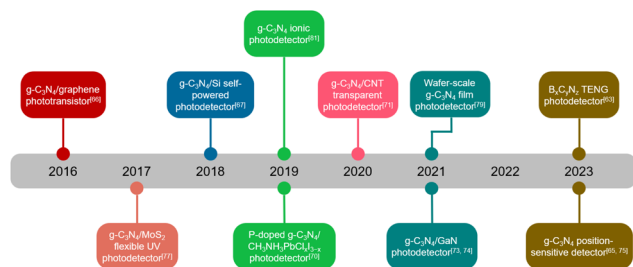 g-C₃N₄ ionic
photodetector[81]
g-C₃N₄/graphene
phototransistor[66]
g-C₃N₄/Si self-
powered
photodetector[67]
g-C₃N₄/CNT
transparent
photodetector[71]
Wafer-scale
g-C₃N₄ film
photodetector[79]
BₓCᵧN_z TENG
photodetector[63]
2016 2017 2018 2019 2020 2021 2022 2023
g-C₃N₄/MoS₂
flexible UV
photodetector[77]
P-doped g-C₃N₄/
CH₃NH₃PbClₓI₃₋ₓ
photodetector[70]
g-C₃N₄/GaN
photodetector[73, 74]
g-C₃N₄ position-
sensitive detector[65, 75]